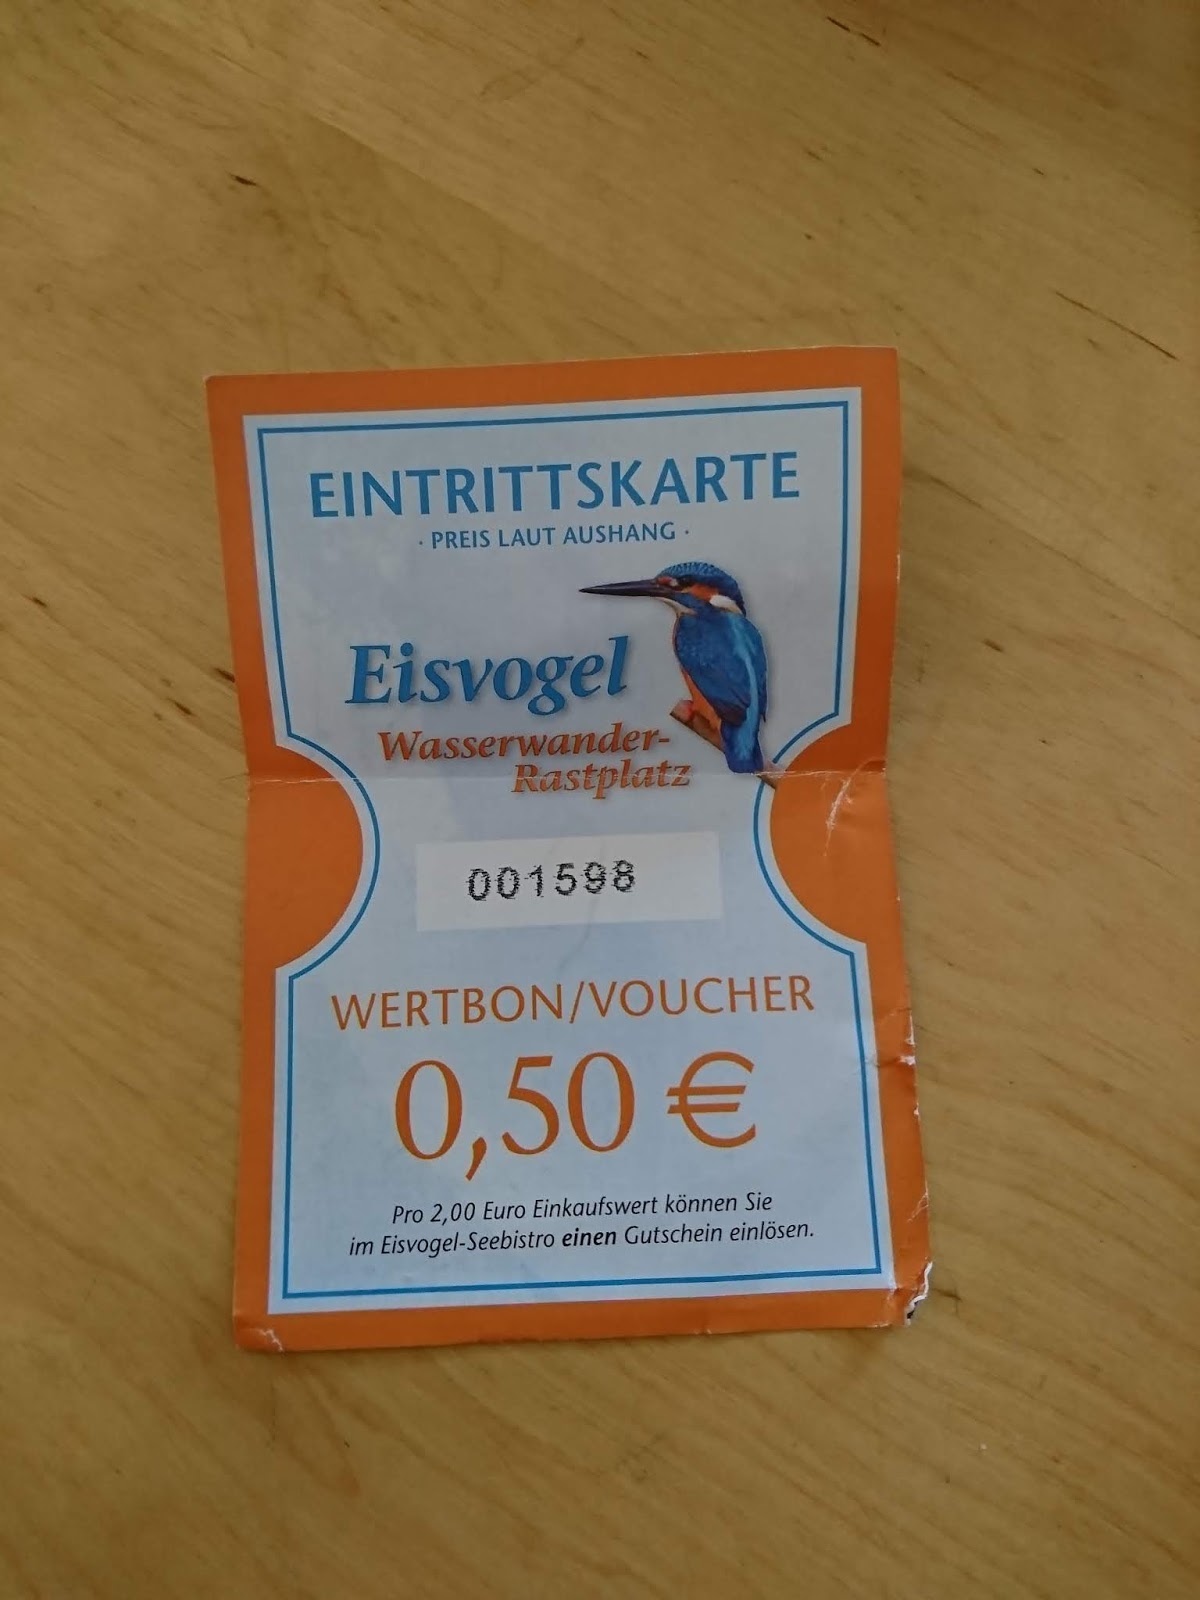 EINTRITTSKARTE
· PREIS LAUT AUSHANG ·
Eisvogel
Wasserwander-
Rastplatz
001598
WERTBON/VOUCHER
0,50 €
Pro 2,00 Euro Einkaufswert können Sie
im Eisvogel-Seebistro einen Gutschein einlösen.